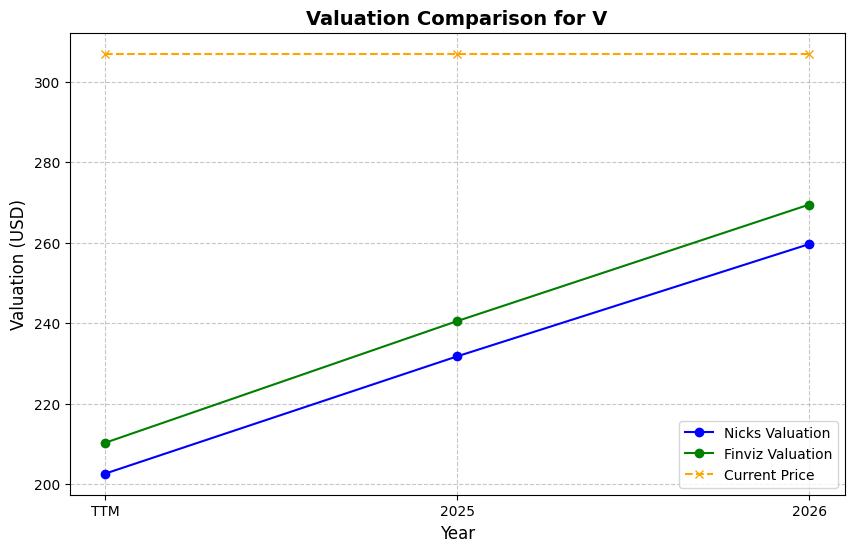 Valuation Comparison for V
Valuation (USD)
300
280
260
240
220
200
TTM
2025
2026
Year
Nicks Valuation
Finviz Valuation
Current Price